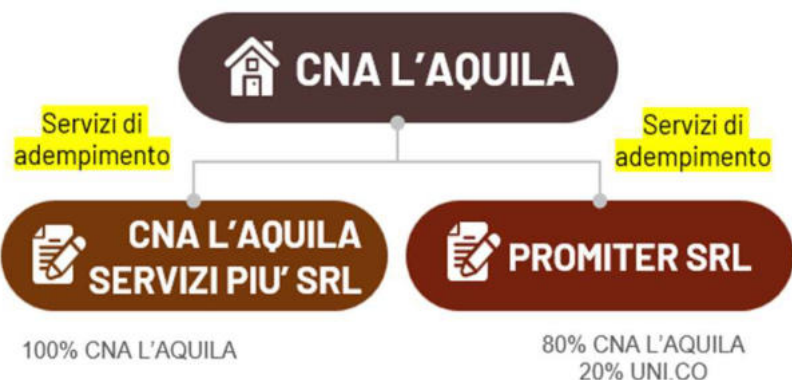 CNA L'AQUILA
Servizi di
adempimento
Servizi di
adempimento
CNA L'AQUILA
SERVIZI PIU' SRL
PROMITER SRL
100% CNA L'AQUILA
80% CNA L'AQUILA
20% UNI.CO